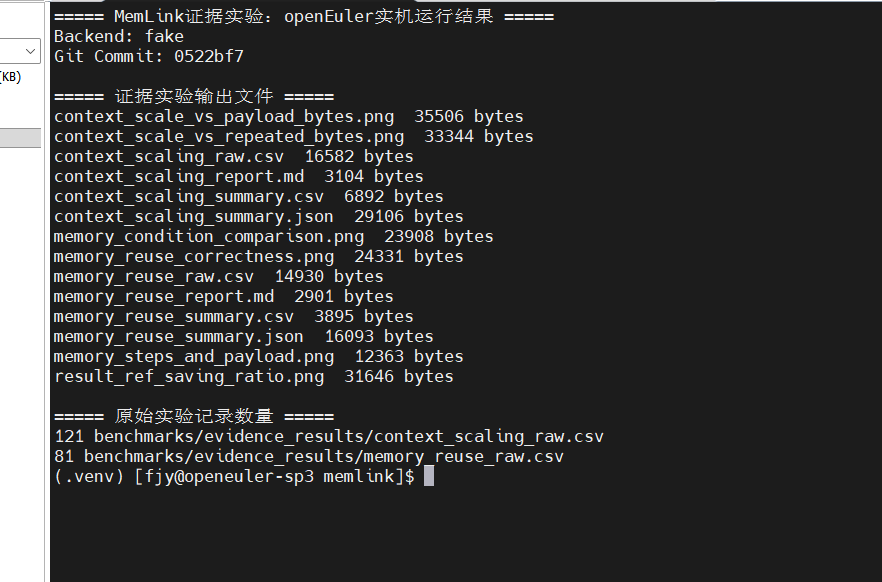 (KB)
===== MemLink证据实验：openEuler实机运行结果 =====
Backend: fake
Git Commit: 0522bf7
===== 证据实验输出文件 =====
context_scale_vs_payload_bytes.png  35506 bytes
context_scale_vs_repeated_bytes.png  33344 bytes
context_scaling_raw.csv  16582 bytes
context_scaling_report.md  3104 bytes
context_scaling_summary.csv  6892 bytes
context_scaling_summary.json  29106 bytes
memory_condition_comparison.png  23908 bytes
memory_reuse_correctness.png  24331 bytes
memory_reuse_raw.csv  14930 bytes
memory_reuse_report.md  2901 bytes
memory_reuse_summary.csv  3895 bytes
memory_reuse_summary.json  16093 bytes
memory_steps_and_payload.png  12363 bytes
result_ref_saving_ratio.png  31646 bytes
===== 原始实验记录数量 =====
121 benchmarks/evidence_results/context_scaling_raw.csv
81 benchmarks/evidence_results/memory_reuse_raw.csv
(.venv) [fjy@openeuler-sp3 memlink]$